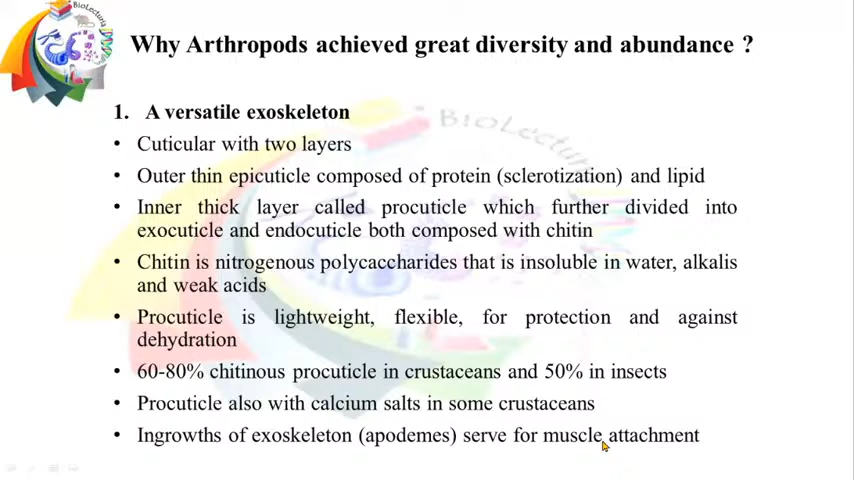 Why Arthropods achieved great diversity and abundance ?
1. A versatile exoskeleton
• Cuticular with two layers
• Outer thin epicuticle composed of protein (sclerotization) and lipid
• Inner thick layer called procuticle which further divided into
exocuticle and endocuticle both composed with chitin
• Chitin is nitrogenous polycaccharides that is insoluble in water, alkalis
and weak acids
• Procuticle is lightweight, flexible, for protection and against
dehydration
• 60-80% chitinous procuticle in crustaceans and 50% in insects
• Procuticle also with calcium salts in some crustaceans
• Ingrowths of exoskeleton (apodemes) serve for muscle attachment